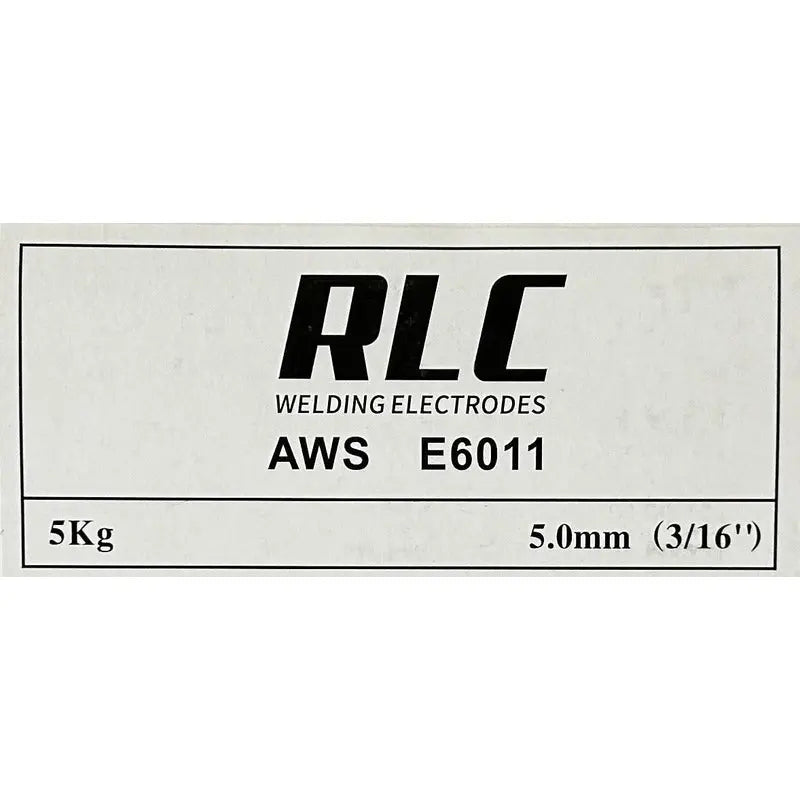 RLC
WELDING ELECTRODES
AWS E6011
5Kg 5.0mm (3/16'')